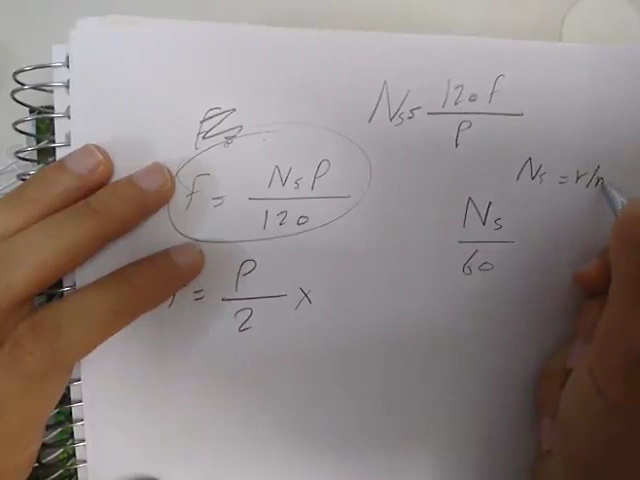 Ns = 120f / P
f = NsP / 120
Ns = r/m
Ns / 60
= P / 2 x